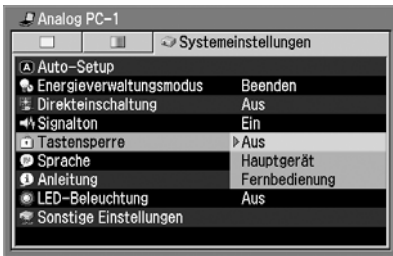 Analog PC-1
Systemeinstellungen
Auto-Setup
Energieverwaltungsmodus Beenden
Direkteinschaltung Aus
Signalton Ein
Tastensperre Aus
Sprache Hauptgerät
Anleitung Fernbedienung
LED-Beleuchtung Aus
Sonstige Einstellungen